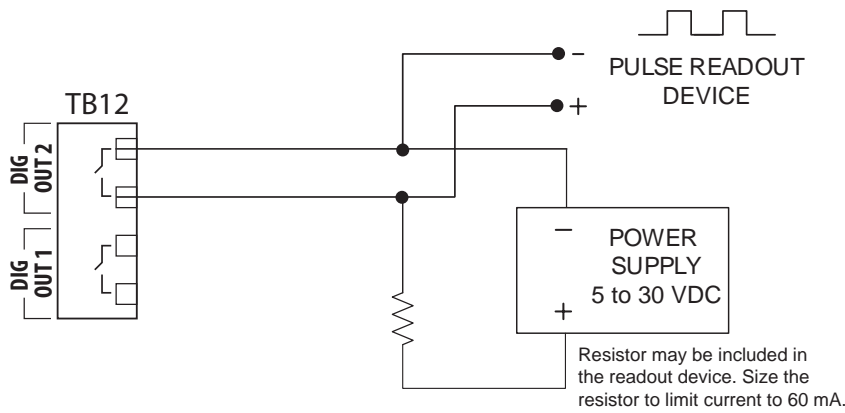 -
PULSE READOUT
DEVICE
+
TB12
DIG
OUT 2
DIG
OUT 1
-
POWER
SUPPLY
5 to 30 VDC
+
Resistor may be included in
the readout device. Size the
resistor to limit current to 60 mA.